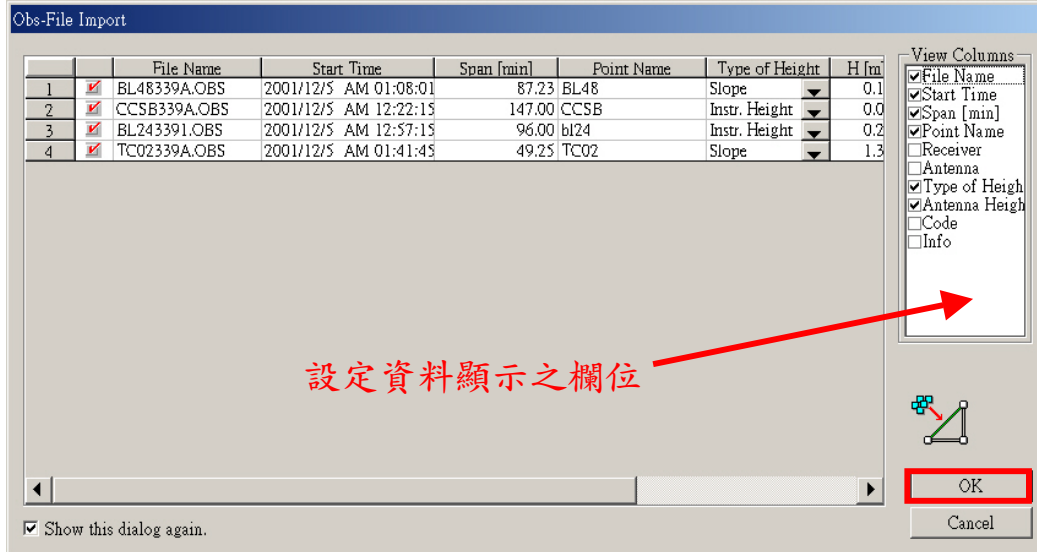 Obs-File Import
File Name Start Time Span [min] Point Name Type of Height H [m
1 BL48339A.OBS 2001/12/5 AM 01:08:01 87.23 BL48 Slope 0.1
2 CCSB339A.OBS 2001/12/5 AM 12:22:15 147.00 CCSB Instr. Height 0.0
3 BL243391.OBS 2001/12/5 AM 12:57:15 96.00 bl24 Instr. Height 0.2
4 TC02339A.OBS 2001/12/5 AM 01:41:45 49.25 TC02 Slope 1.3
View Columns
File Name
Start Time
Span [min]
Point Name
Receiver
Antenna
Type of Heigh
Antenna Heigh
Code
Info
設定資料顯示之欄位
OK
Cancel
Show this dialog again.